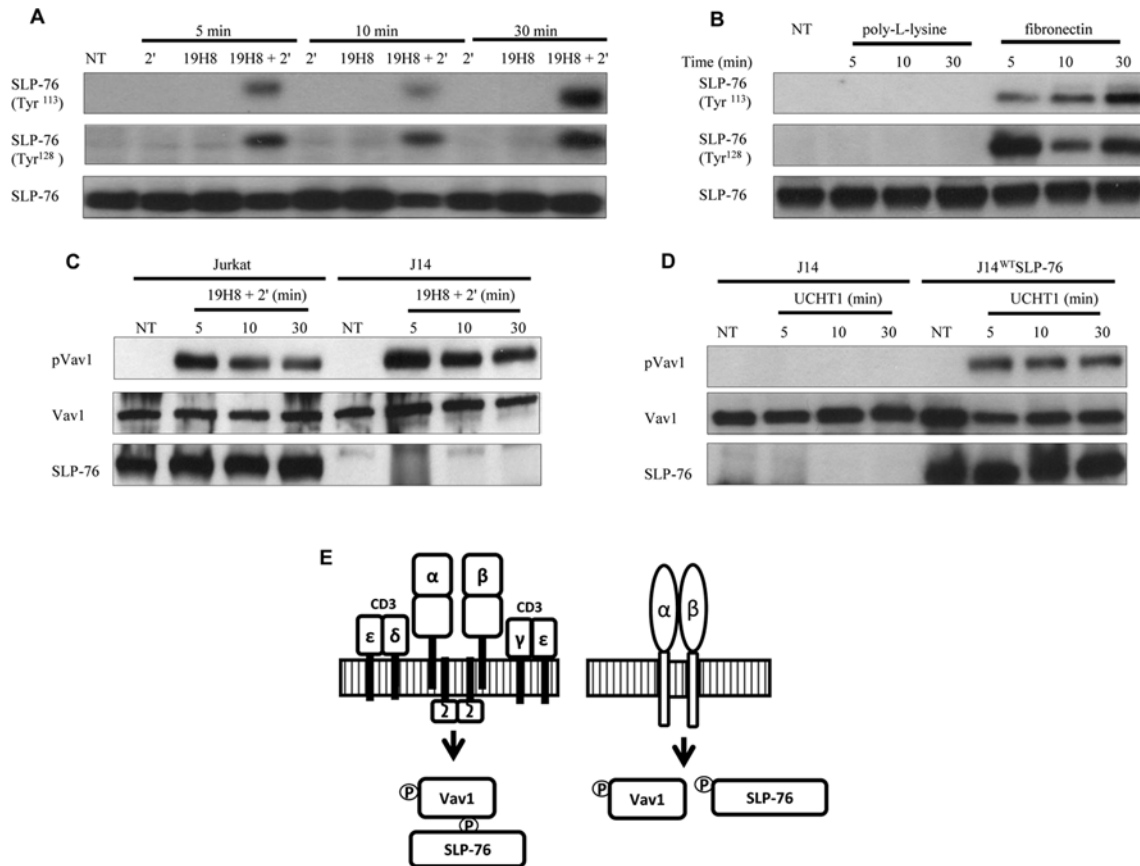 A
5 min 10 min 30 min
NT 2' 19H8 19H8 + 2' 2' 19H8 19H8 + 2' 2' 19H8 19H8 + 2'
SLP-76
(Tyr 113)
SLP-76
(Tyr128)
SLP-76
B
NT poly-L-lysine fibronectin
Time (min) 5 10 30 5 10 30
SLP-76
(Tyr 113)
SLP-76
(Tyr128)
SLP-76
C
Jurkat J14
19H8 + 2' (min) 19H8 + 2' (min)
NT 5 10 30 NT 5 10 30
pVav1
Vav1
SLP-76
D
J14 J14WTSLP-76
UCHT1 (min) UCHT1 (min)
NT 5 10 30 NT 5 10 30
pVav1
Vav1
SLP-76
E
α β
CD3 CD3
ε δ γ ε
2 2
P Vav1
P
SLP-76
α β
P Vav1 P SLP-76